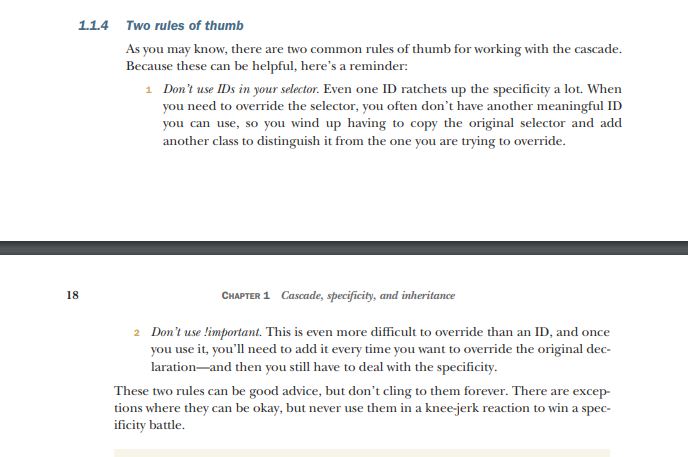 1.1.4 Two rules of thumb
As you may know, there are two common rules of thumb for working with the cascade.
Because these can be helpful, here's a reminder:
1 Don't use IDs in your selector. Even one ID ratchets up the specificity a lot. When
you need to override the selector, you often don't have another meaningful ID
you can use, so you wind up having to copy the original selector and add
another class to distinguish it from the one you are trying to override.
18 CHAPTER 1 Cascade, specificity, and inheritance
2 Don't use !important. This is even more difficult to override than an ID, and once
you use it, you'll need to add it every time you want to override the original dec-
laration—and then you still have to deal with the specificity.
These two rules can be good advice, but don't cling to them forever. There are excep-
tions where they can be okay, but never use them in a knee-jerk reaction to win a spec-
ificity battle.